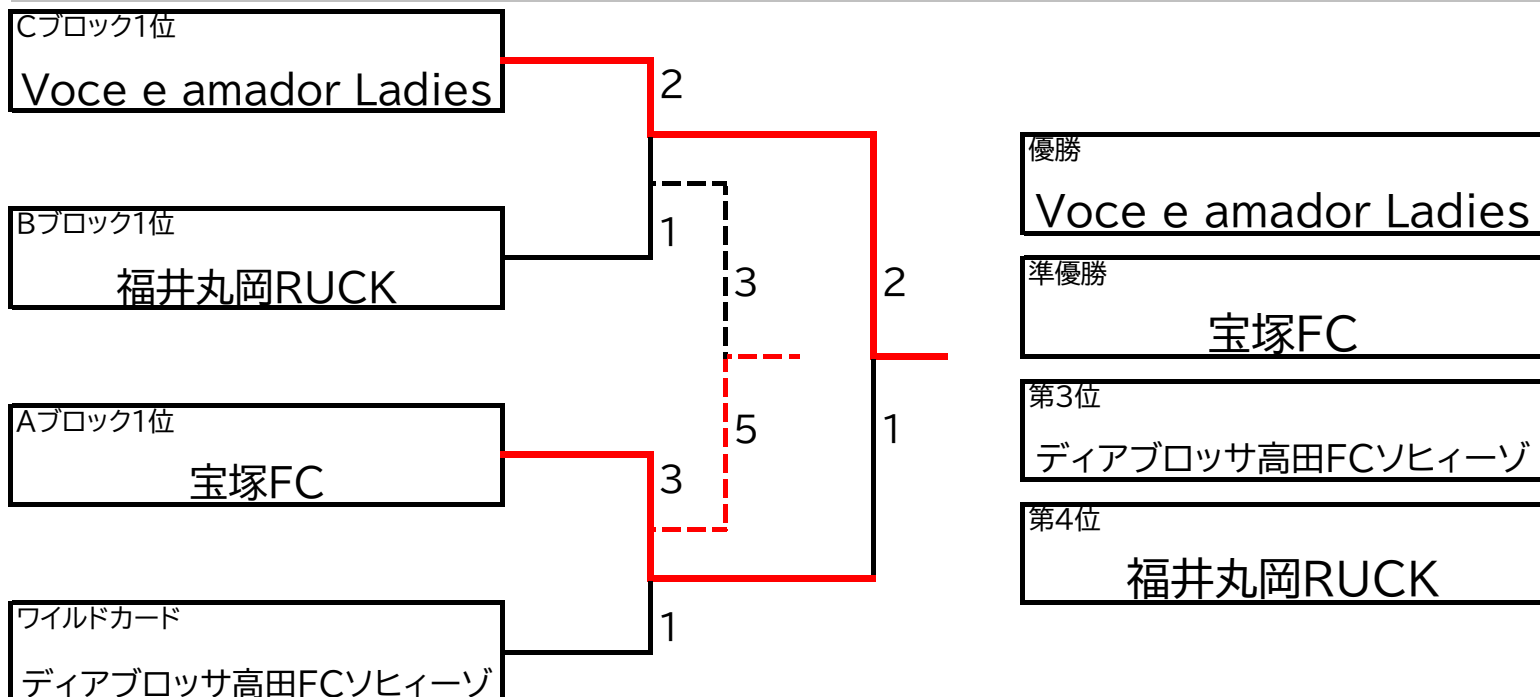 Cブロック1位
Voce e amador Ladies
2
Bブロック1位
福井丸岡RUCK
1
3
2
Aブロック1位
宝塚FC
3
5
1
ワイルドカード
ディアブロッサ高田FCソヒィーゾ
1
優勝
Voce e amador Ladies
準優勝
宝塚FC
第3位
ディアブロッサ高田FCソヒィーゾ
第4位
福井丸岡RUCK